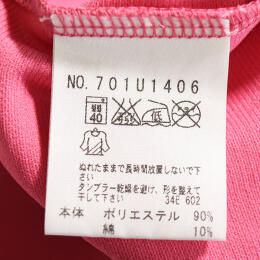 NO.701U1406
40
低
ぬれたままで長時間放置しないで下
さい
タンブラー乾燥を避け、形を整えて
干して下さい 34E 602
本体 ポリエステル 90%
綿 10%